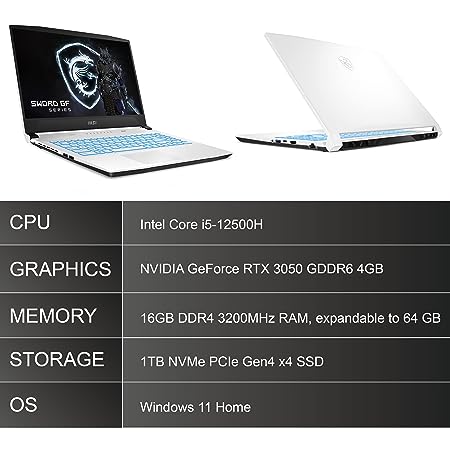 SWORD GF
SERIES
msi
CPU
Intel Core i5-12500H
GRAPHICS
NVIDIA GeForce RTX 3050 GDDR6 4GB
MEMORY
16GB DDR4 3200MHz RAM, expandable to 64 GB
STORAGE
1TB NVMe PCIe Gen4 x4 SSD
OS
Windows 11 Home